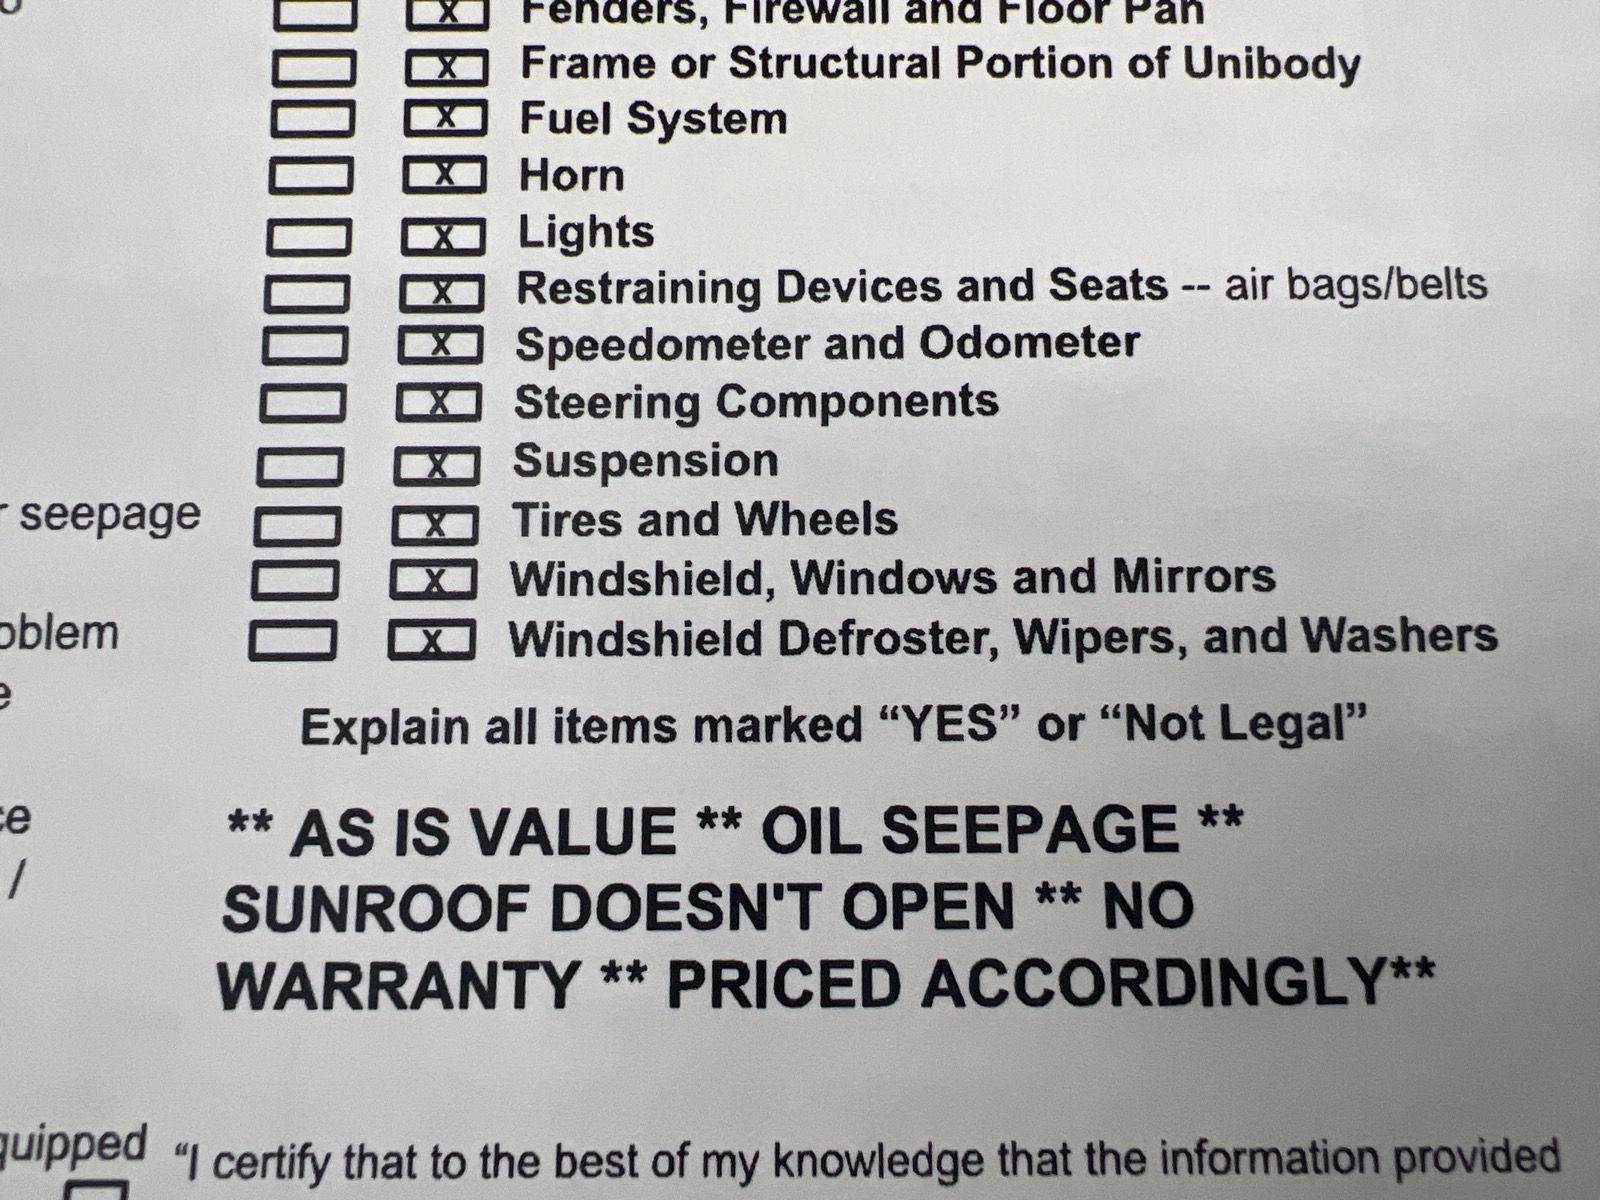 X Fenders, Firewall and Floor Pan
X Frame or Structural Portion of Unibody
X Fuel System
X Horn
X Lights
X Restraining Devices and Seats -- air bags/belts
X Speedometer and Odometer
X Steering Components
X Suspension
seepage
X Tires and Wheels
X Windshield, Windows and Mirrors
X Windshield Defroster, Wipers, and Washers
Explain all items marked “YES” or “Not Legal”
** AS IS VALUE ** OIL SEEPAGE **
/
SUNROOF DOESN'T OPEN ** NO
WARRANTY ** PRICED ACCORDINGLY**
“I certify that to the best of my knowledge that the information provided